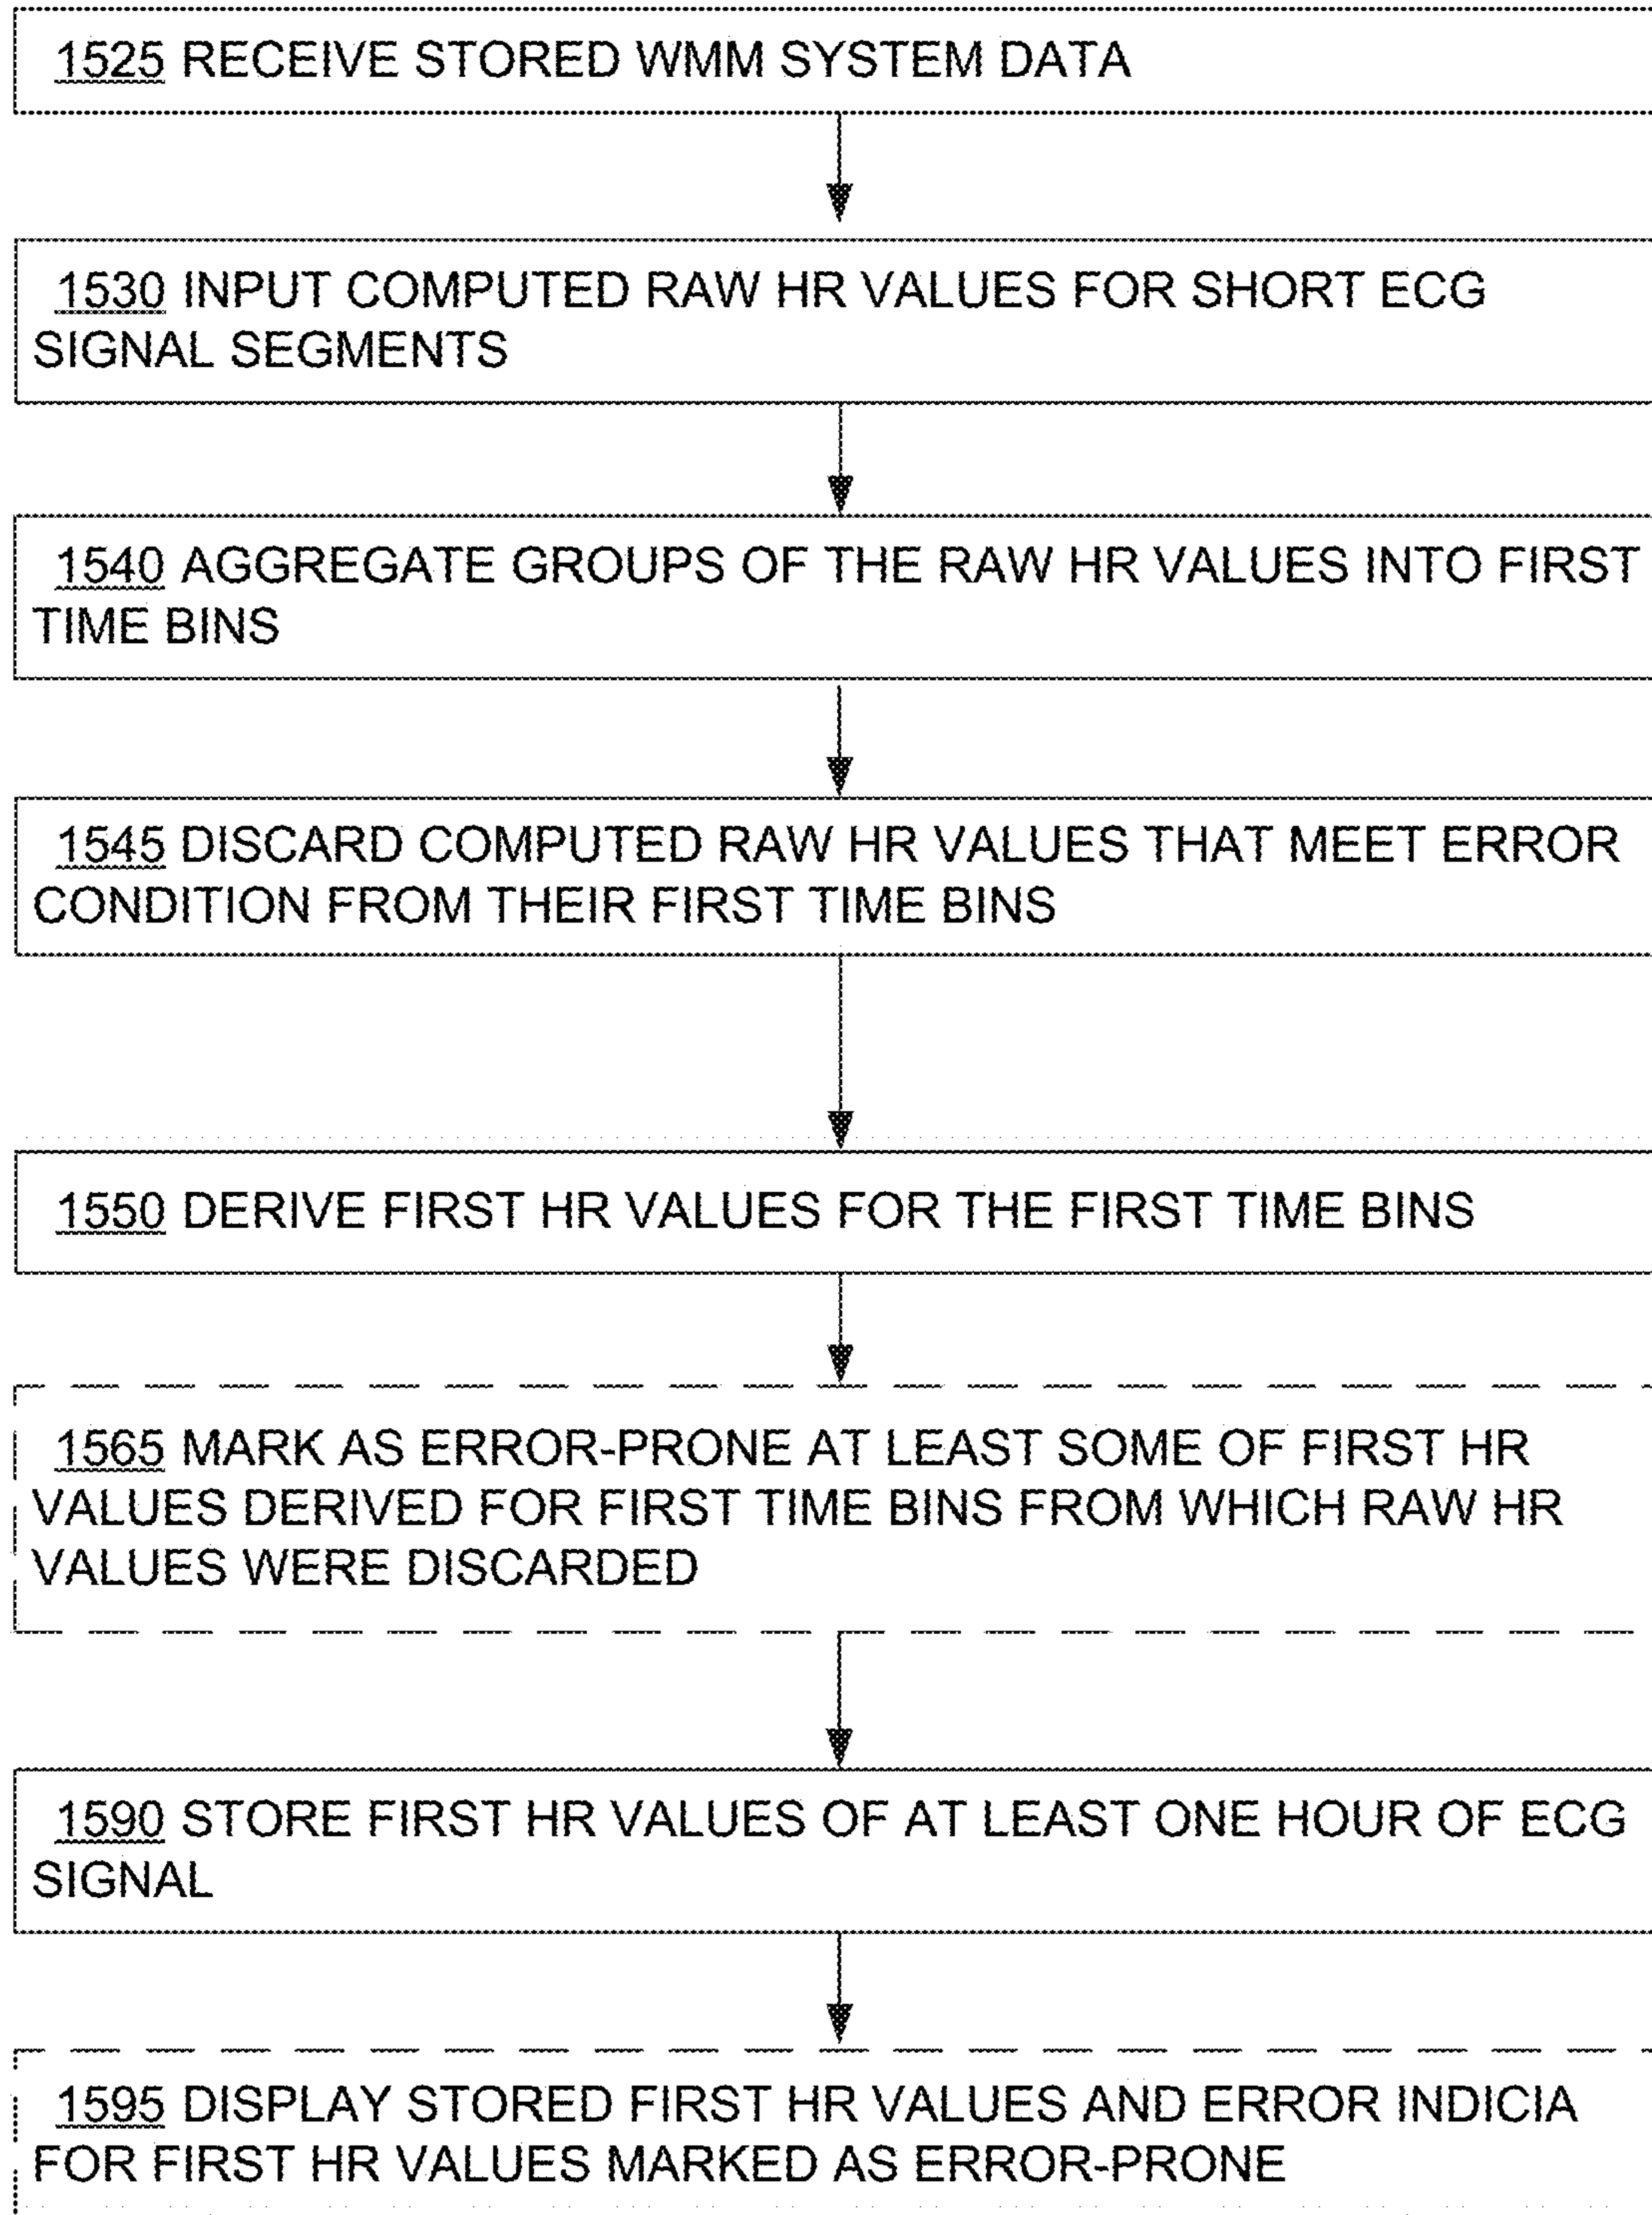 1525 RECEIVE STORED WMM SYSTEM DATA
1530 INPUT COMPUTED RAW HR VALUES FOR SHORT ECG
SIGNAL SEGMENTS
1540 AGGREGATE GROUPS OF THE RAW HR VALUES INTO FIRST
TIME BINS
1545 DISCARD COMPUTED RAW HR VALUES THAT MEET ERROR
CONDITION FROM THEIR FIRST TIME BINS
1550 DERIVE FIRST HR VALUES FOR THE FIRST TIME BINS
1565 MARK AS ERROR-PRONE AT LEAST SOME OF FIRST HR
VALUES DERIVED FOR FIRST TIME BINS FROM WHICH RAW HR
VALUES WERE DISCARDED
1590 STORE FIRST HR VALUES OF AT LEAST ONE HOUR OF ECG
SIGNAL
1595 DISPLAY STORED FIRST HR VALUES AND ERROR INDICIA
FOR FIRST HR VALUES MARKED AS ERROR-PRONE